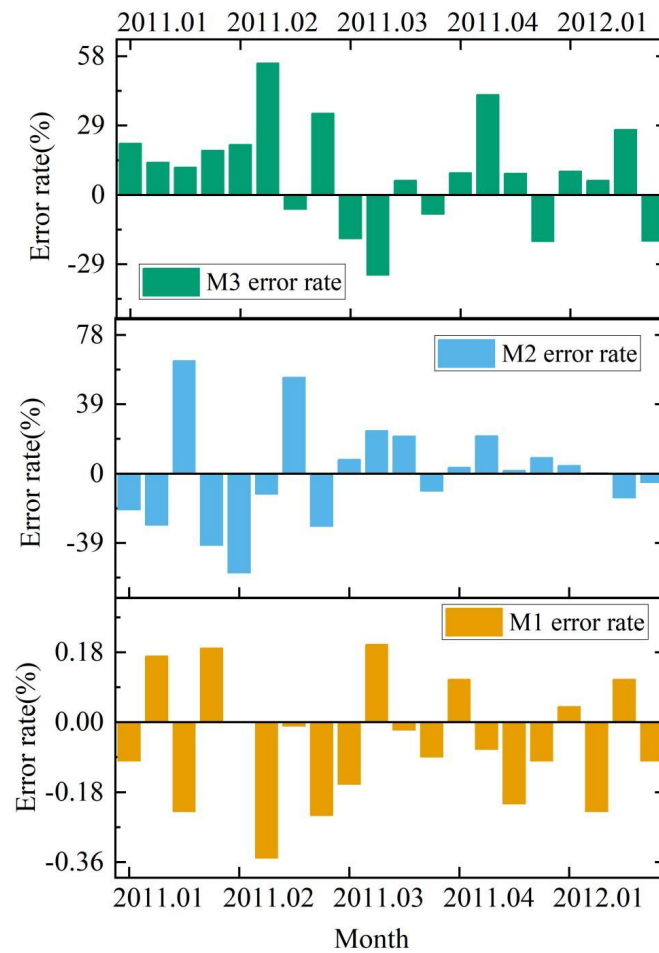 2011.01 2011.02 2011.03 2011.04 2012.01
58
29
0
-29
Error rate(%)
M3 error rate
78
39
0
-39
Error rate(%)
M2 error rate
0.18
0.00
-0.18
-0.36
Error rate(%)
M1 error rate
2011.01 2011.02 2011.03 2011.04 2012.01
Month